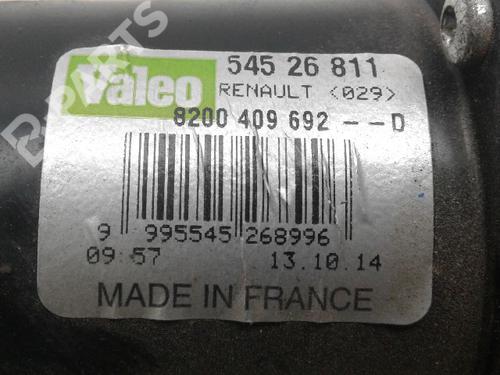 B-PARTS
Valeo
545 26 811
RENAULT <029>
8200 409 692 --D
9 995545 268996
09:57 13.10.14
MADE IN FRANCE